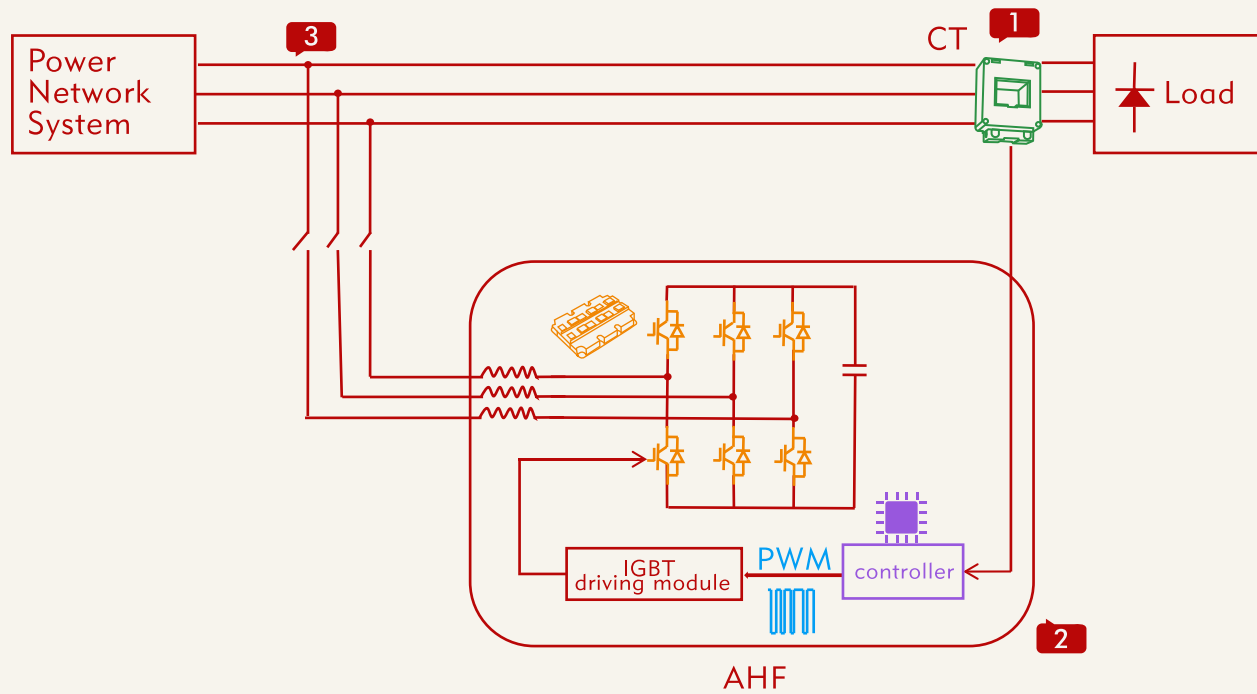 3
1
CT
Power
Network
System
Load
IGBT
driving module
PWM
controller
2
AHF